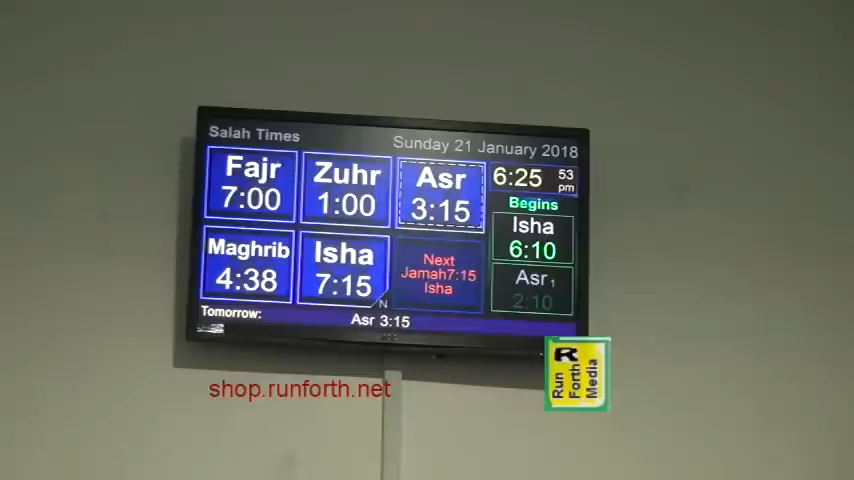 Salah Times
Sunday 21 January 2018
Fajr
7:00
Zuhr
1:00
Asr
3:15
6:25 53 pm
Begins
Isha
6:10
Asr 1
2:10
Maghrib
4:38
Isha
7:15
N
Next
Jamah7:15
Isha
Tomorrow:
Asr 3:15
shop.runforth.net
R
Run
Forth
Media